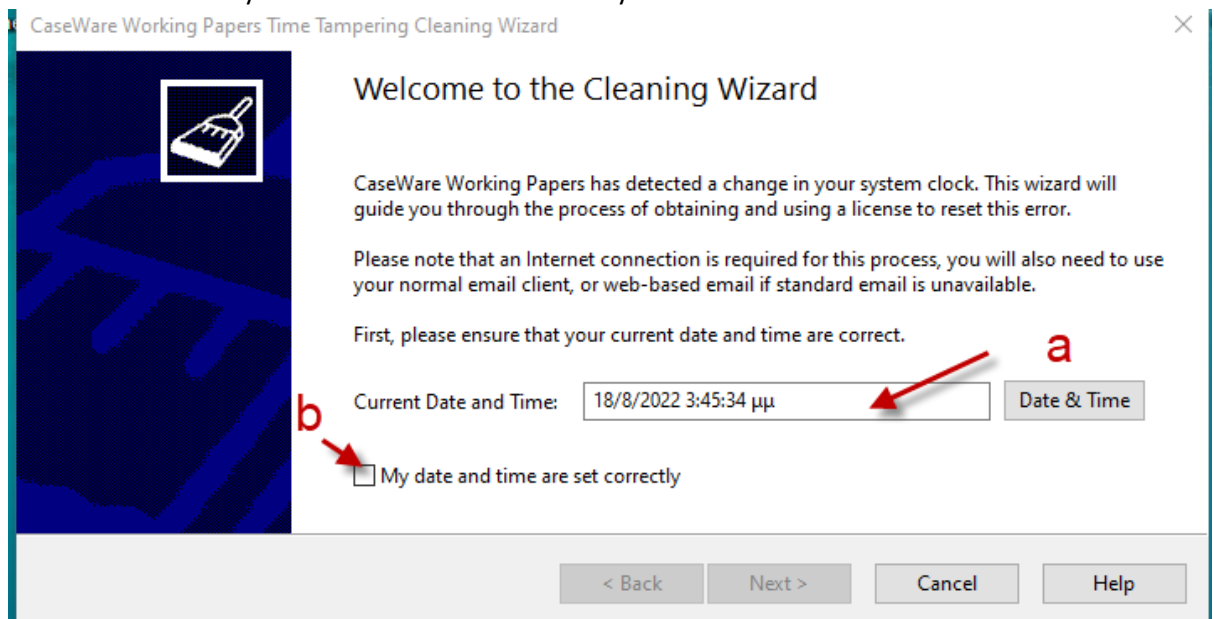 CaseWare Working Papers Time Tampering Cleaning Wizard
Welcome to the Cleaning Wizard
CaseWare Working Papers has detected a change in your system clock. This wizard will
guide you through the process of obtaining and using a license to reset this error.
Please note that an Internet connection is required for this process, you will also need to use
your normal email client, or web-based email if standard email is unavailable.
First, please ensure that your current date and time are correct.
a
Current Date and Time: 18/8/2022 3:45:34 μμ Date & Time
b
My date and time are set correctly
< Back Next > Cancel Help